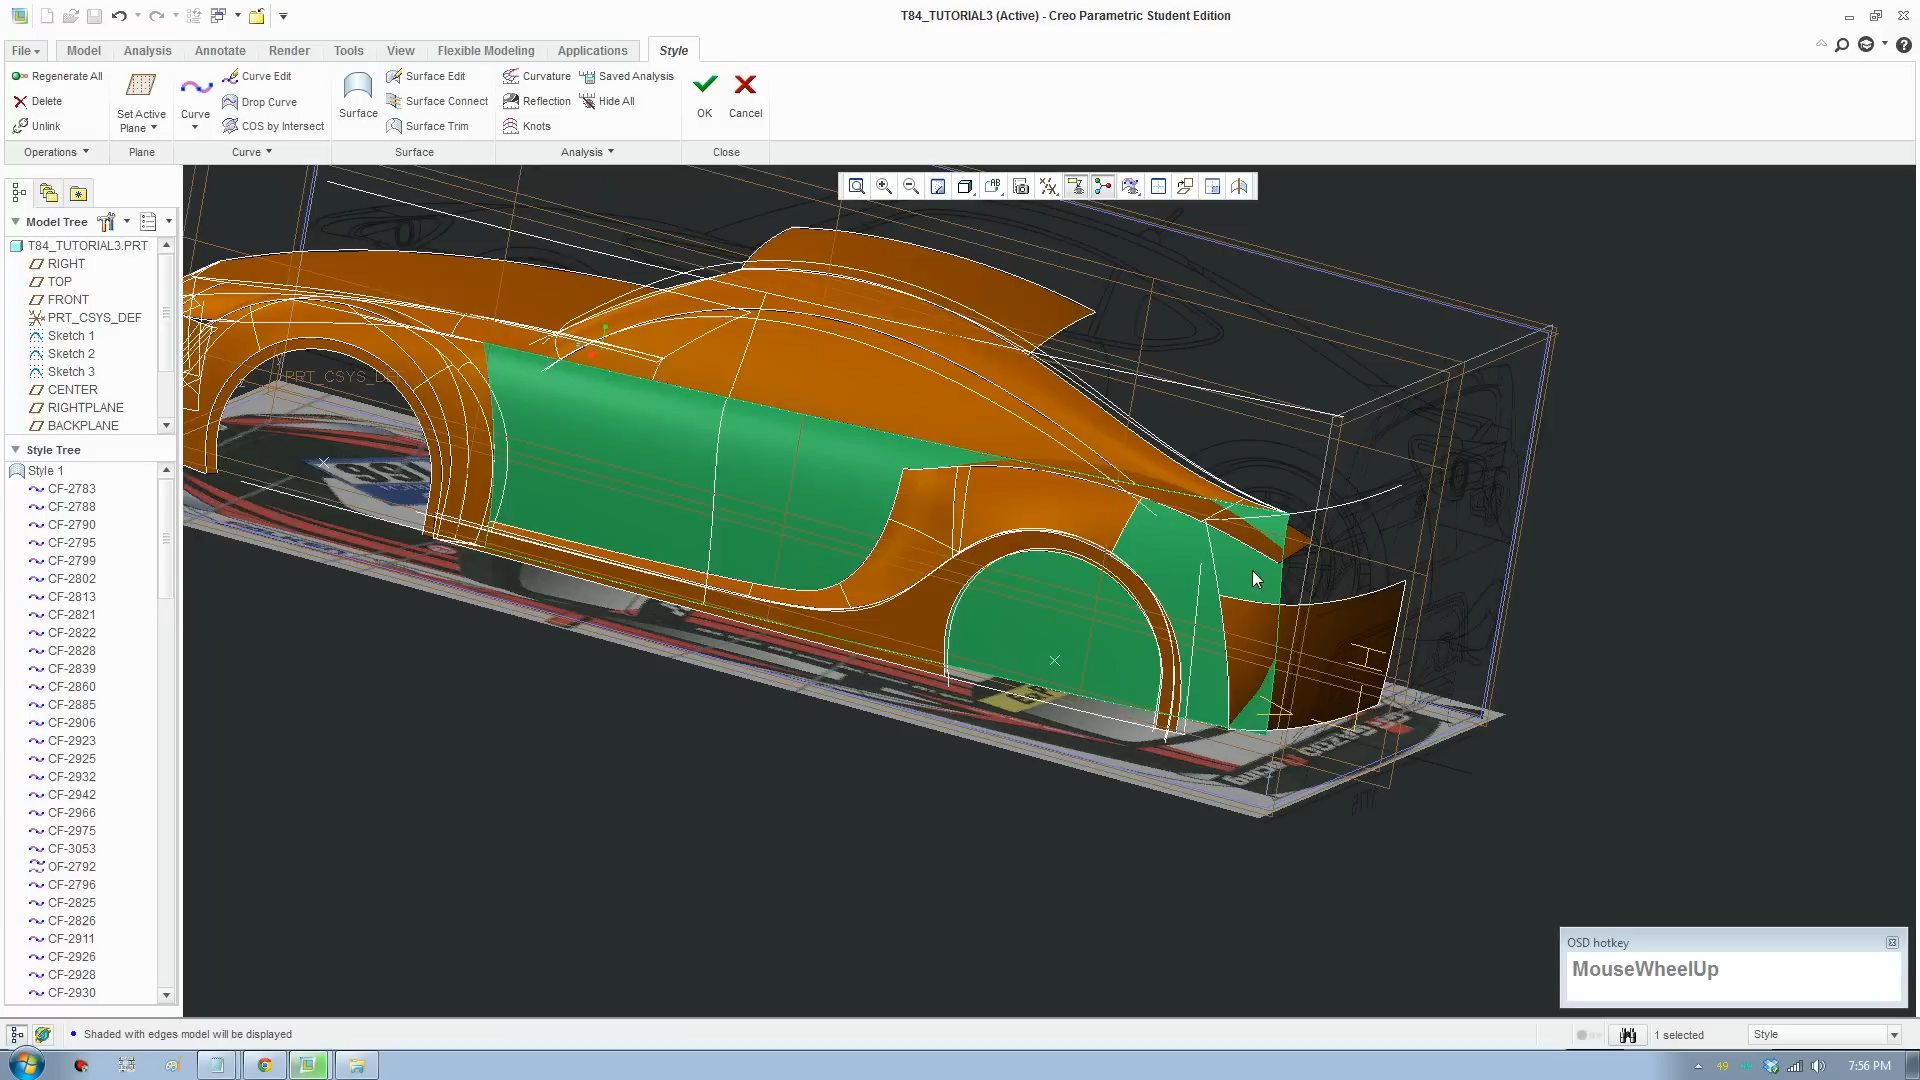 T84_TUTORIAL3 (Active) - Creo Parametric Student Edition
File
Model
Analysis
Annotate
Render
Tools
View
Flexible Modeling
Applications
Style
Regenerate All
Delete
Unlink
Set Active
Plane
Curve
Curve Edit
Drop Curve
COS by Intersect
Surface
Surface Edit
Surface Connect
Surface Trim
Curvature
Reflection
Knots
Saved Analysis
Hide All
OK
Cancel
Operations
Plane
Curve
Surface
Analysis
Close
Model Tree
T84_TUTORIAL3.PRT
RIGHT
TOP
FRONT
PRT_CSYS_DEF
Sketch 1
Sketch 2
Sketch 3
CENTER
RIGHTPLANE
BACKPLANE
Style Tree
Style 1
CF-2783
CF-2788
CF-2790
CF-2795
CF-2799
CF-2802
CF-2813
CF-2821
CF-2822
CF-2828
CF-2839
CF-2860
CF-2885
CF-2906
CF-2923
CF-2925
CF-2932
CF-2942
CF-2966
CF-2975
CF-3053
OF-2792
CF-2796
CF-2825
CF-2826
CF-2911
CF-2926
CF-2928
CF-2930
OSD hotkey
MouseWheelUp
Shaded with edges model will be displayed
1 selected
Style
49
7:56 PM